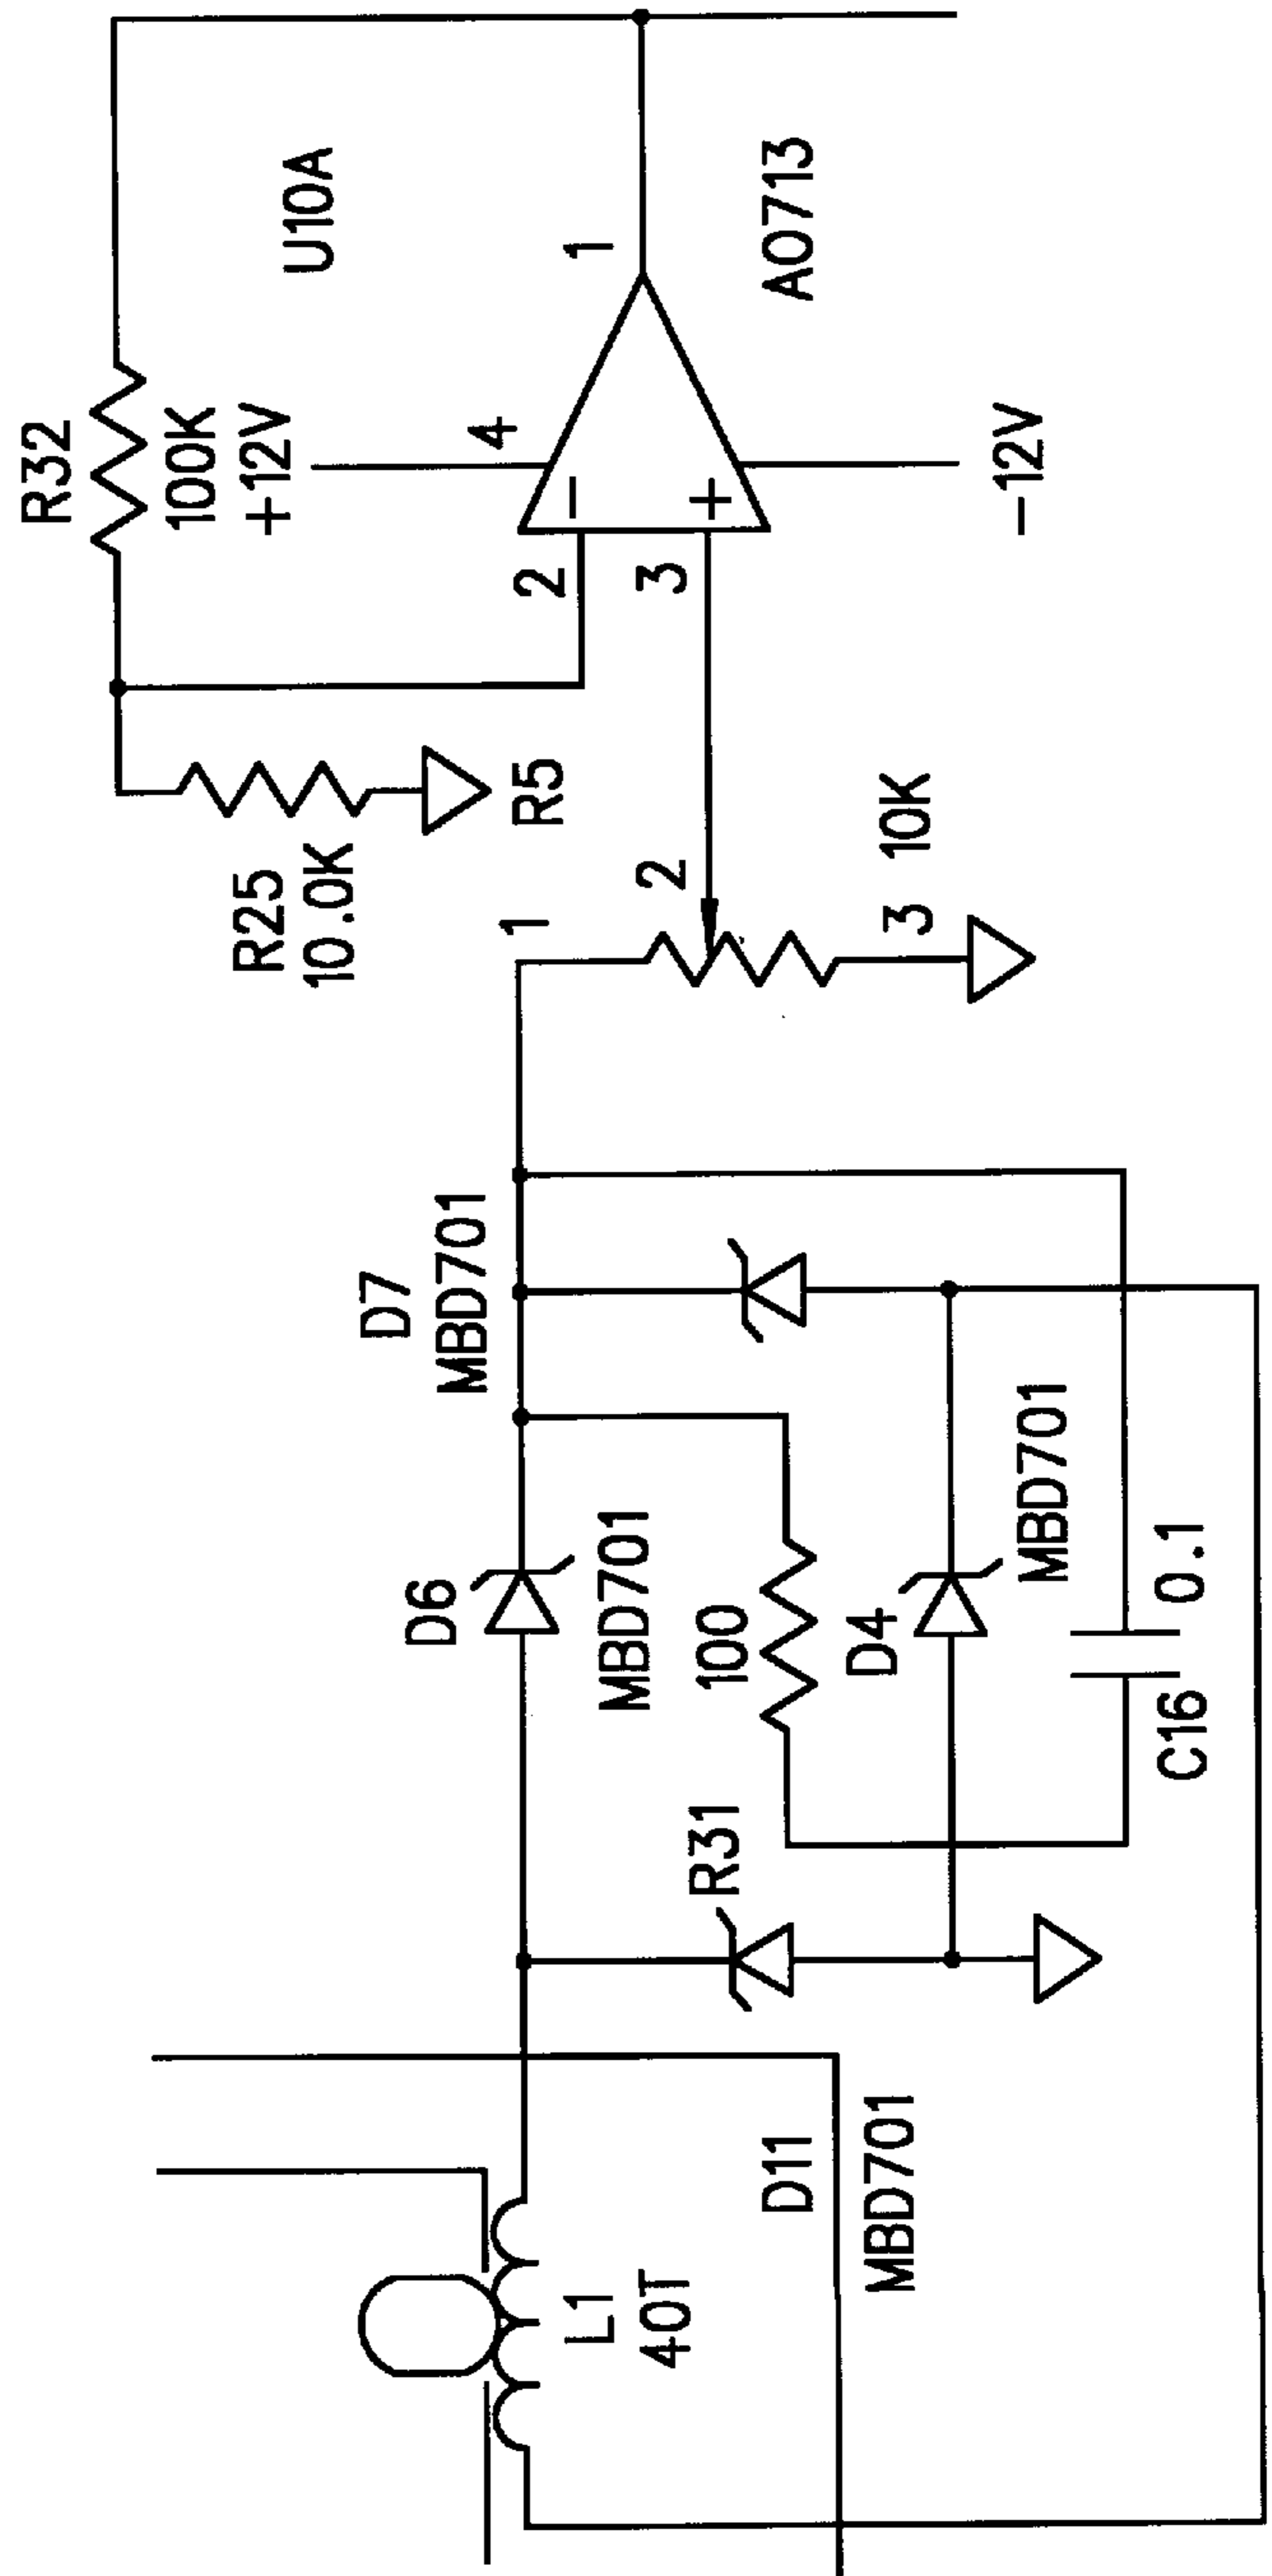 R32
100K
+12V
U10A
4
1
2
3
AO713
-12V
R25
10.0K
R5
1
2
3
10K
D7
MBD701
D6
MBD701
100
R31
D4
MBD701
C16
0.1
L1
40T
D11
MBD701